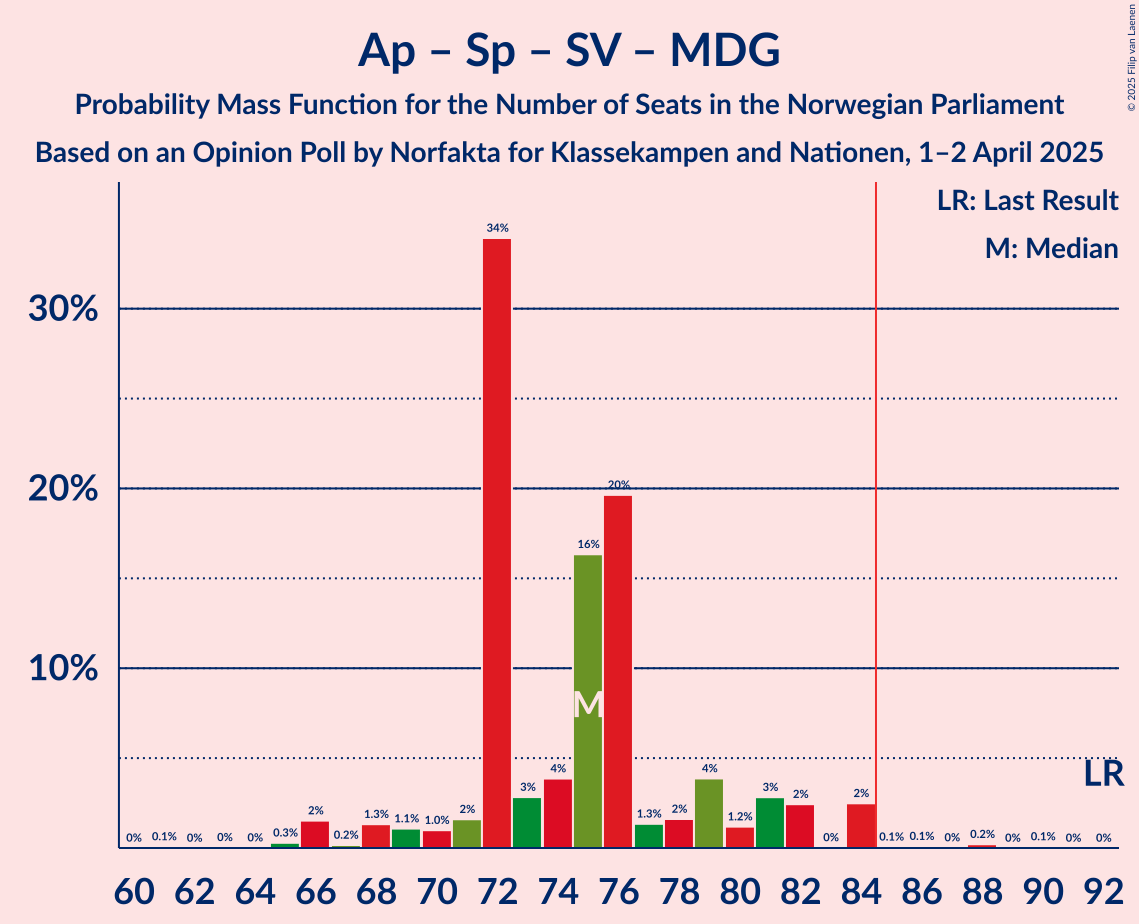 Ap – Sp – SV – MDG
Probability Mass Function for the Number of Seats in the Norwegian Parliament
Based on an Opinion Poll by Norfakta for Klassekampen and Nationen, 1–2 April 2025
© 2025 Filip van Laenen
LR: Last Result
M: Median
34%
30%
20%
20%
16%
10%
M
LR
0% 0.1% 0% 0% 0% 0.3% 2% 0.2% 1.3% 1.1% 1.0% 2% 3% 4% 1.3% 2% 4% 1.2% 3% 2% 0% 2% 0.1% 0.1% 0% 0.2% 0% 0.1% 0% 0%
60 62 64 66 68 70 72 74 76 78 80 82 84 86 88 90 92